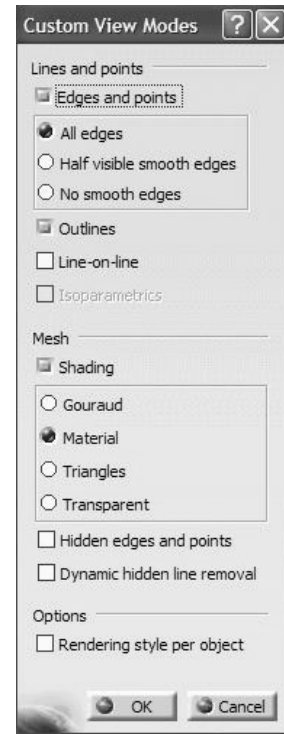 Custom View Modes ? X
Lines and points
Edges and points
All edges
Half visible smooth edges
No smooth edges
Outlines
Line-on-line
Isoparametrics
Mesh
Shading
Gouraud
Material
Triangles
Transparent
Hidden edges and points
Dynamic hidden line removal
Options
Rendering style per object
OK Cancel